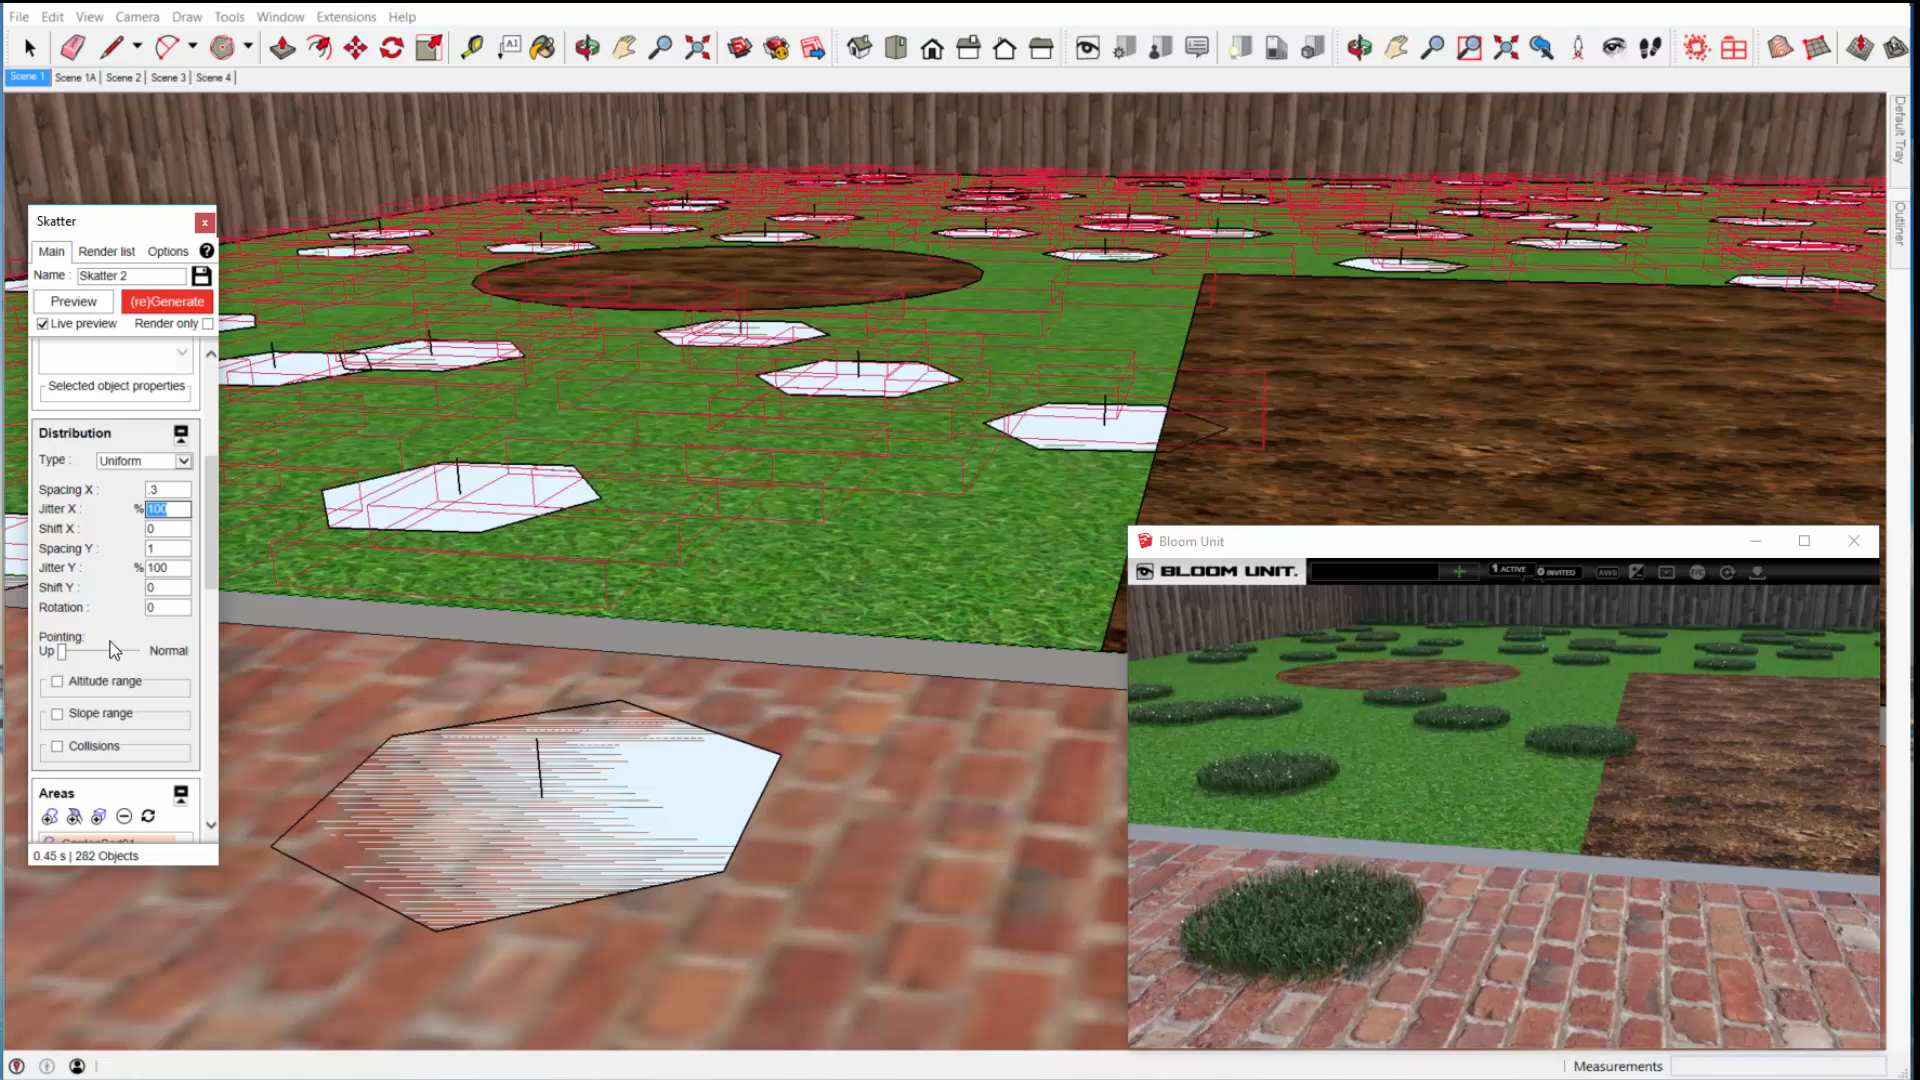 File Edit View Camera Draw Tools Window Extensions Help
A1
Scene 1 Scene 1A Scene 2 Scene 3 Scene 4
Default Tray
Outliner
Skatter x
Main Render list Options ?
Name : Skatter 2
Preview (re)Generate
Live preview Render only
Selected object properties
Distribution
Type : Uniform
Spacing X : .3
Jitter X : % 100
Shift X : 0
Spacing Y : 1
Jitter Y : % 100
Shift Y : 0
Rotation : 0
Pointing:
Up Normal
Altitude range
Slope range
Collisions
Areas
0.45 s | 282 Objects
Bloom Unit
BLOOM UNIT. 1 ACTIVE 0 INVITED AWB
Measurements